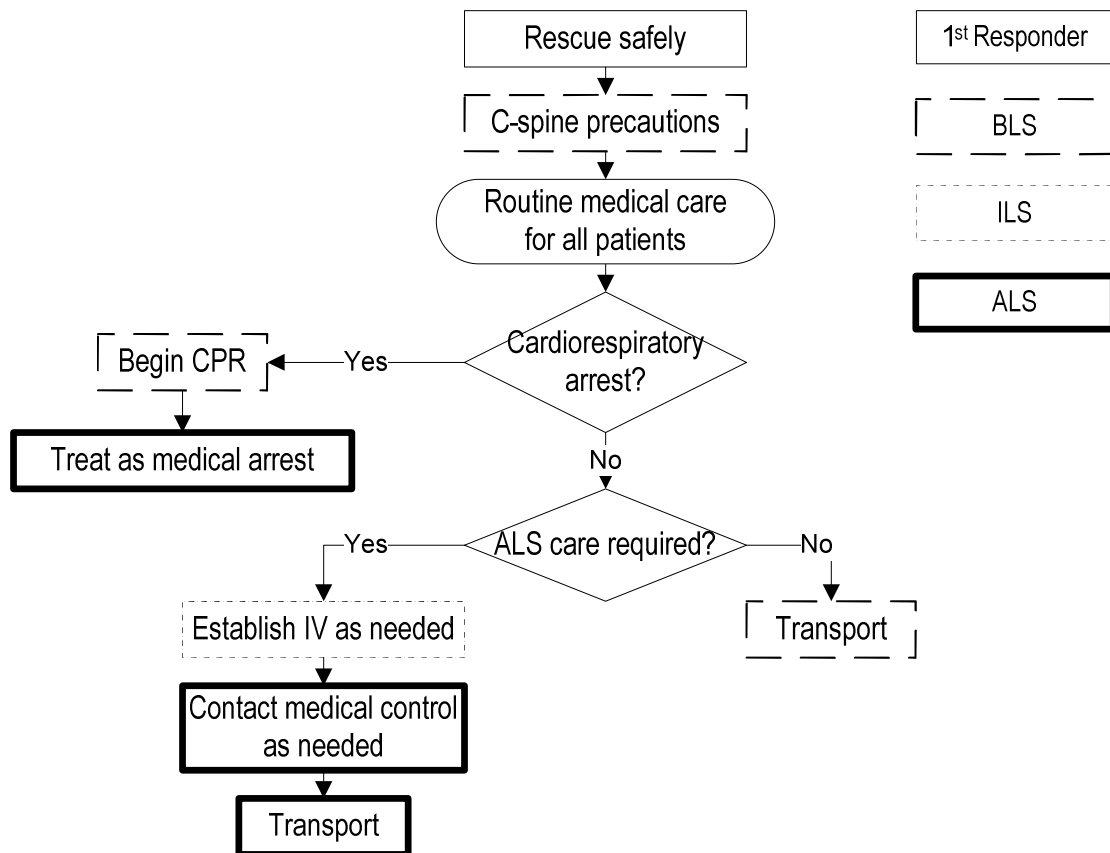 Rescue safely
C-spine precautions
Routine medical care
for all patients
Cardiorespiratory
arrest?
Yes
Begin CPR
Treat as medical arrest
No
ALS care required?
Yes
No
Establish IV as needed
Transport
Contact medical control
as needed
Transport
1st Responder
BLS
ILS
ALS